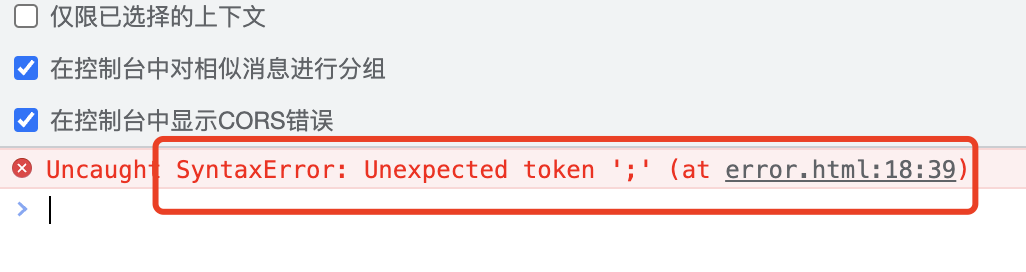 仅限已选择的上下文
在控制台中对相似消息进行分组
在控制台中显示CORS错误
Uncaught SyntaxError: Unexpected token ';' (at error.html:18:39)